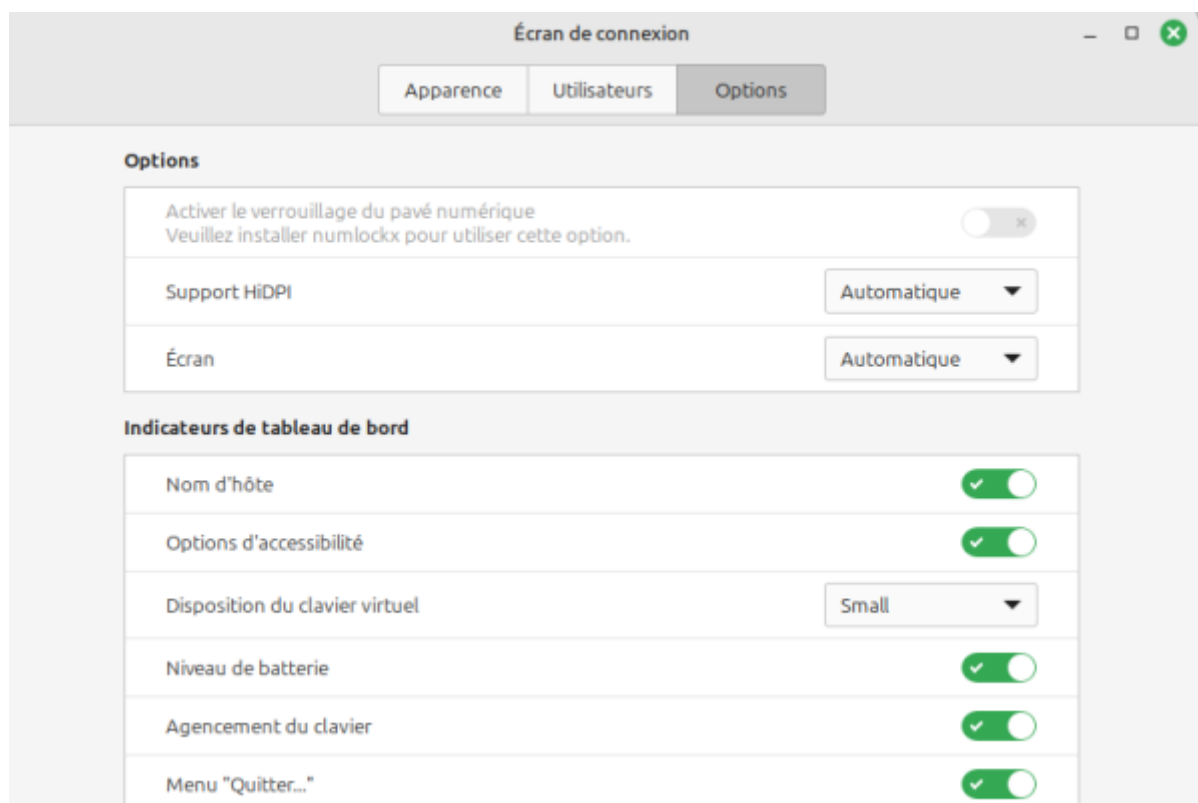 Écran de connexion
Apparence Utilisateurs Options
Options
Activer le verrouillage du pavé numérique
Veuillez installer numlockx pour utiliser cette option.
Support HiDPI Automatique
Écran Automatique
Indicateurs de tableau de bord
Nom d'hôte
Options d'accessibilité
Disposition du clavier virtuel Small
Niveau de batterie
Agencement du clavier
Menu "Quitter..."